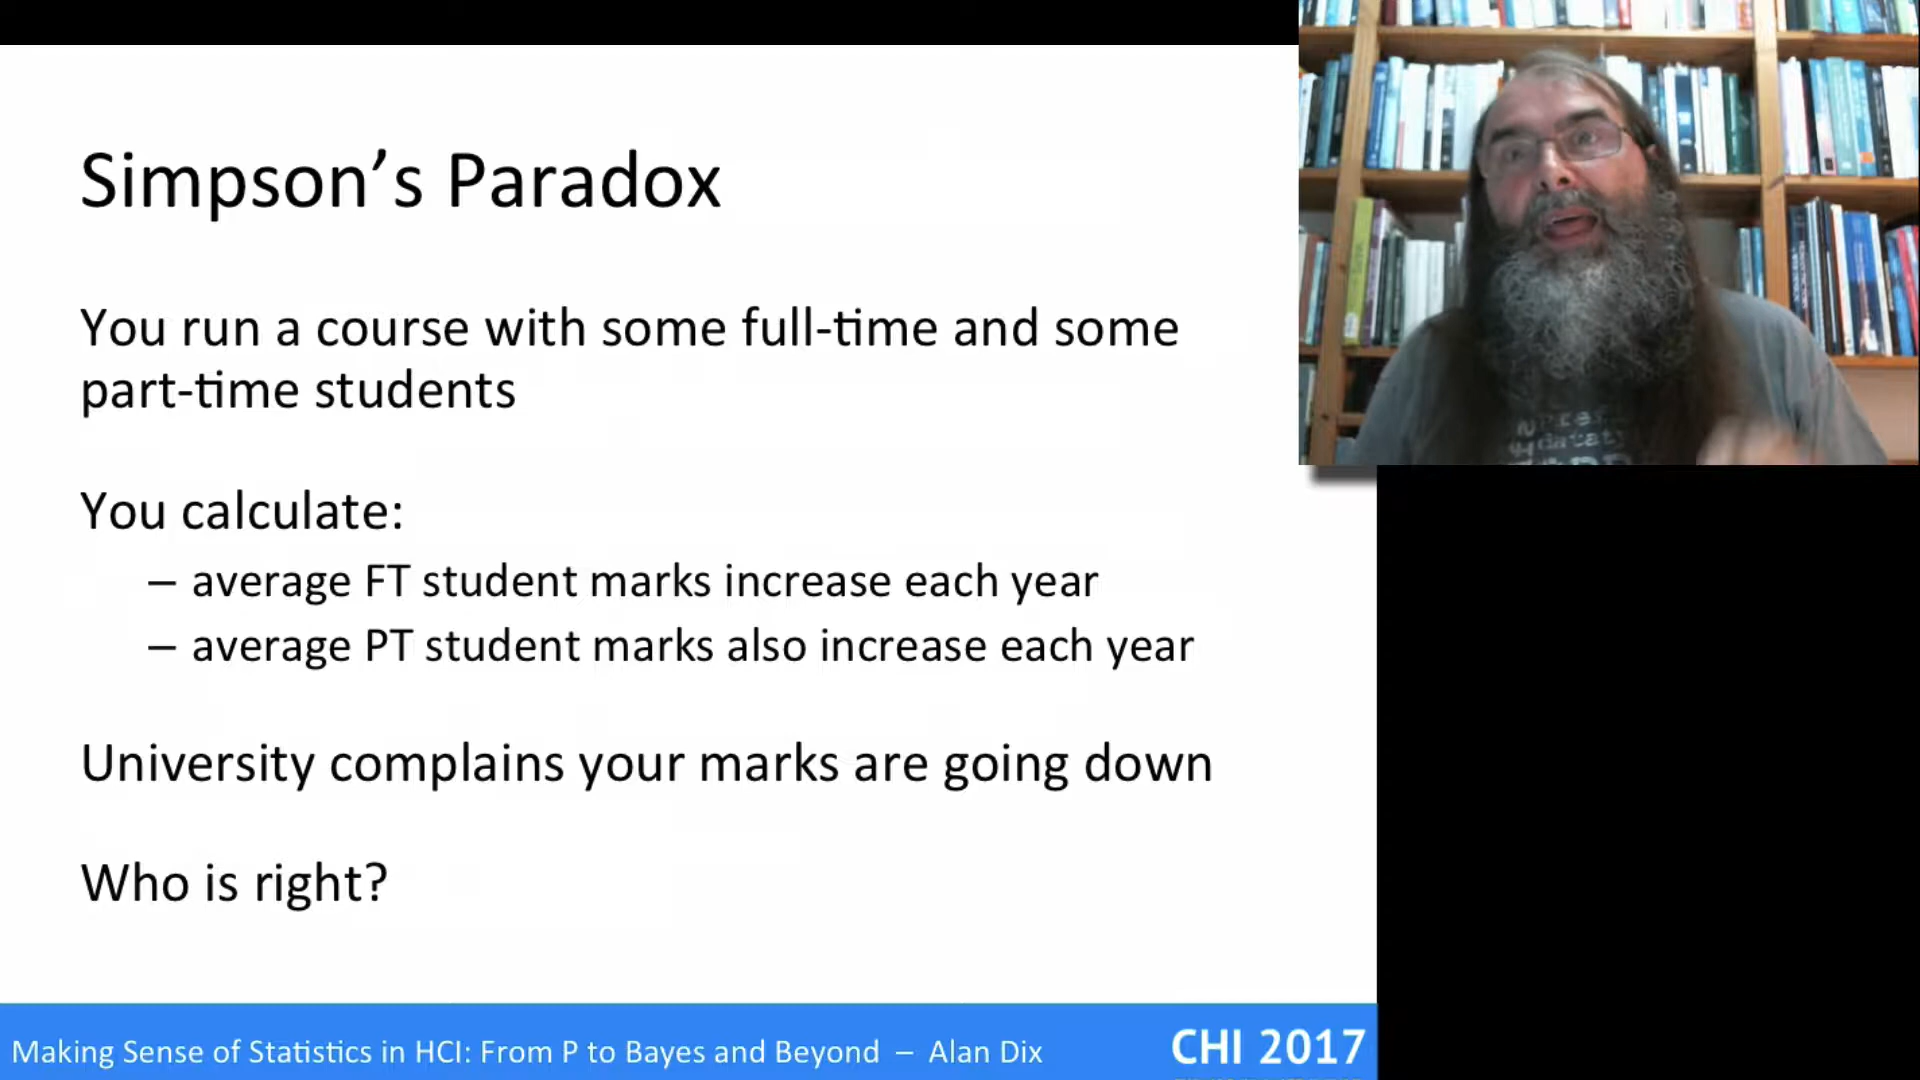 Simpson’s Paradox
You run a course with some full-time and some
part-time students
You calculate:
– average FT student marks increase each year
– average PT student marks also increase each year
University complains your marks are going down
Who is right?
Making Sense of Statistics in HCI: From P to Bayes and Beyond – Alan Dix
CHI 2017